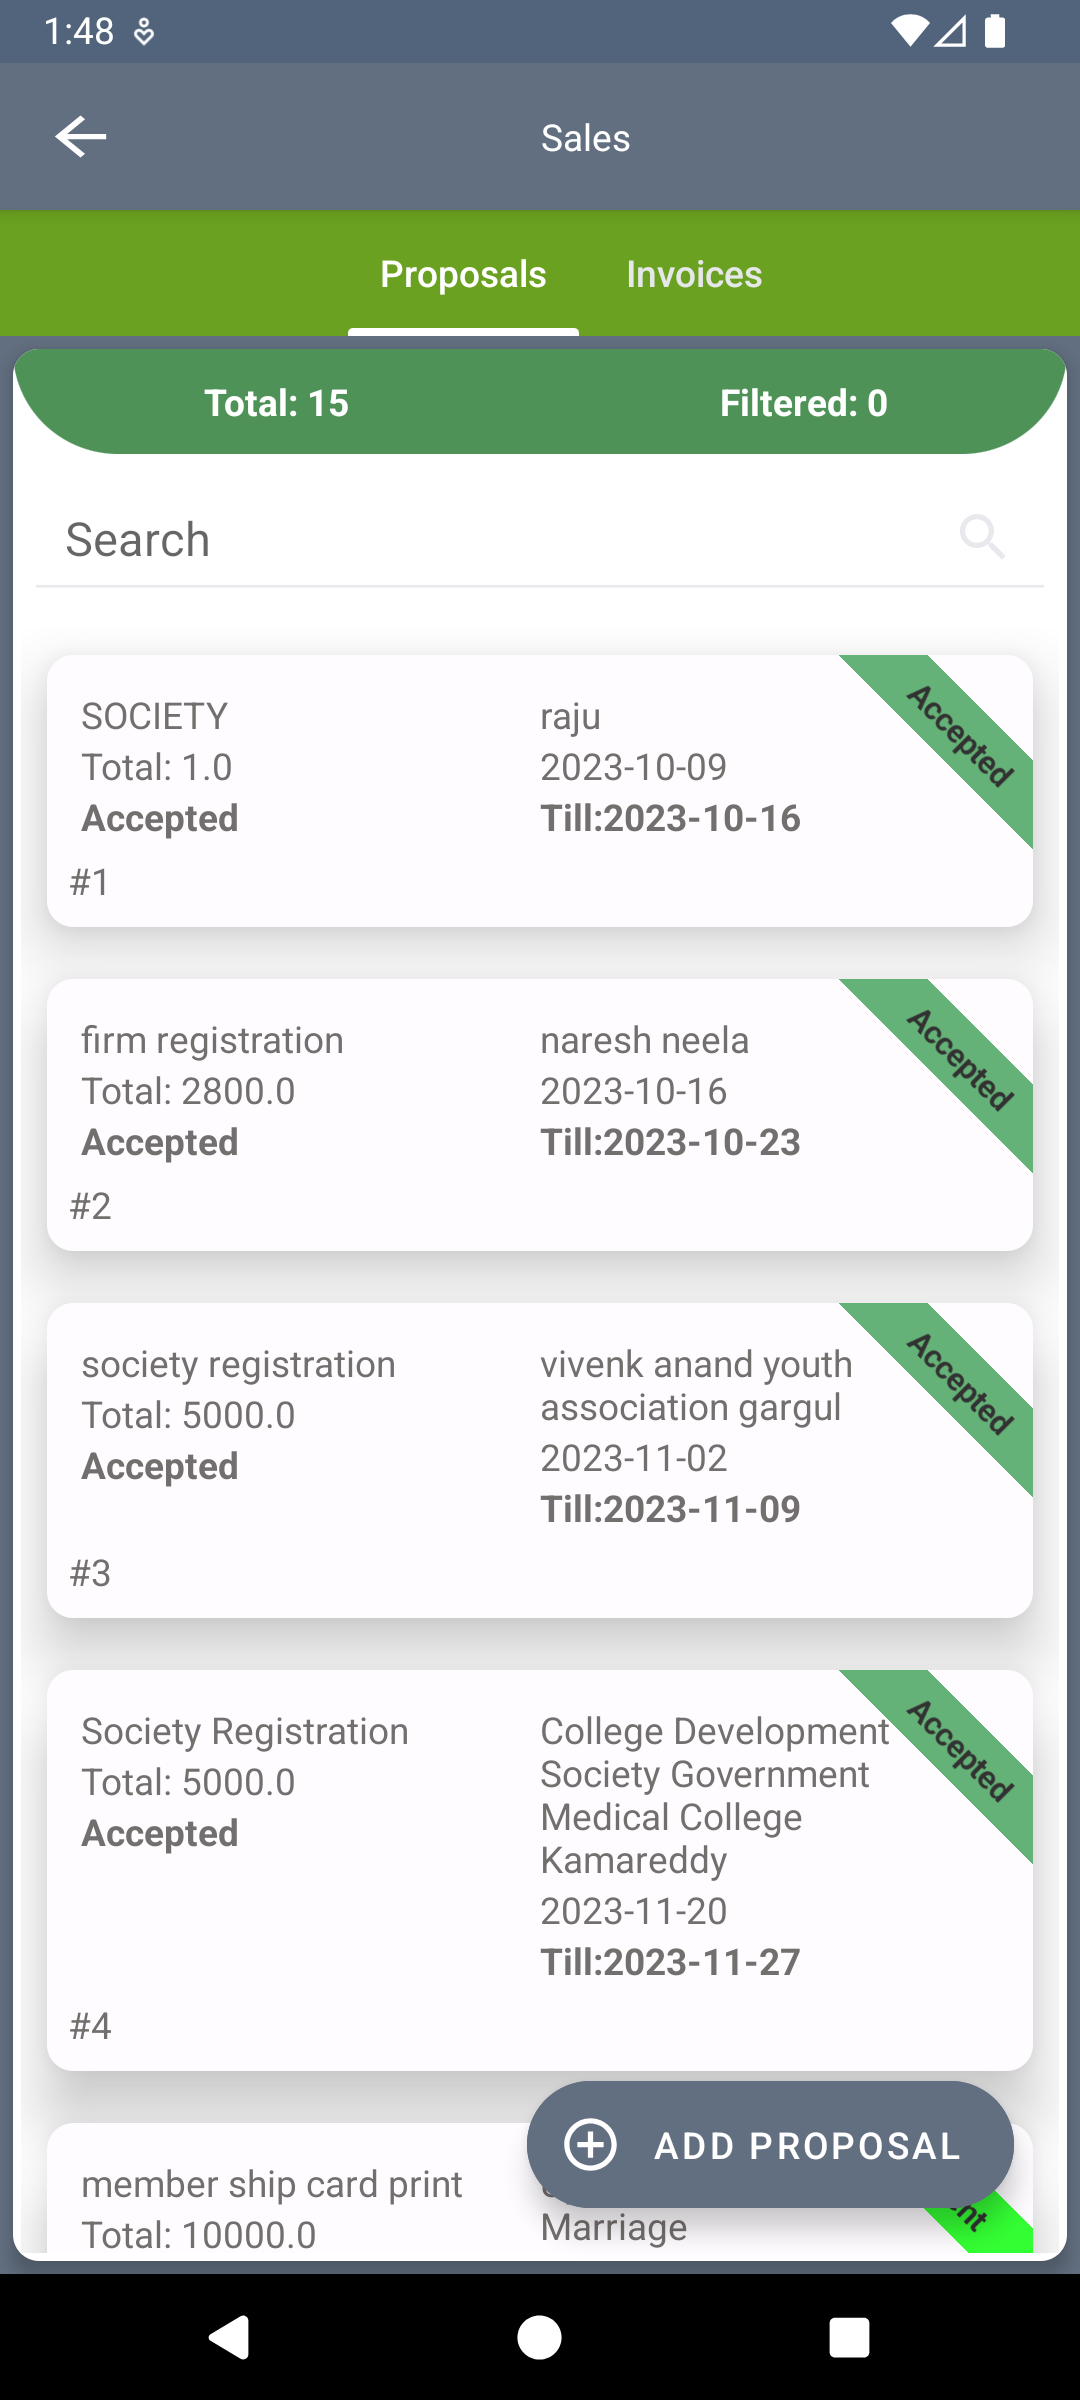 1:48
Sales
Proposals
Invoices
Total: 15
Filtered: 0
Search
SOCIETY
Total: 1.0
Accepted
raju
2023-10-09
Till:2023-10-16
Accepted
#1
firm registration
Total: 2800.0
Accepted
naresh neela
2023-10-16
Till:2023-10-23
Accepted
#2
society registration
Total: 5000.0
Accepted
vivenk anand youth
association gargul
2023-11-02
Till:2023-11-09
Accepted
#3
Society Registration
Total: 5000.0
Accepted
College Development
Society Government
Medical College
Kamareddy
2023-11-20
Till:2023-11-27
Accepted
#4
ADD PROPOSAL
member ship card print
Total: 10000.0
Marriage